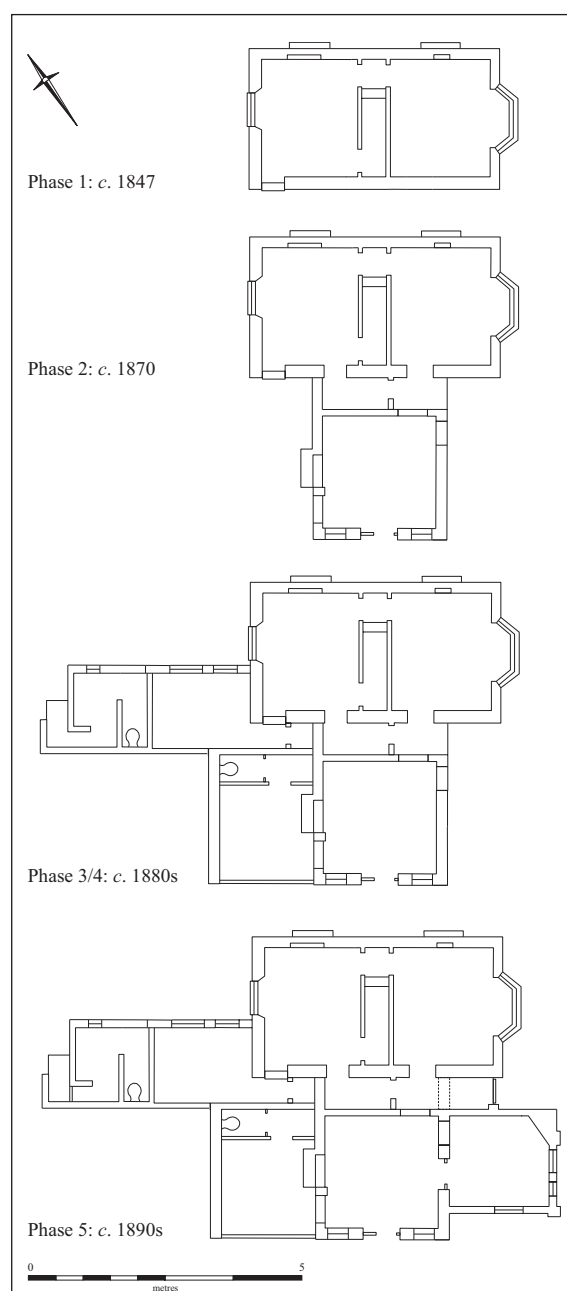 Phase 1: c. 1847
Phase 2: c. 1870
Phase 3/4: c. 1880s
Phase 5: c. 1890s
0 5
metres